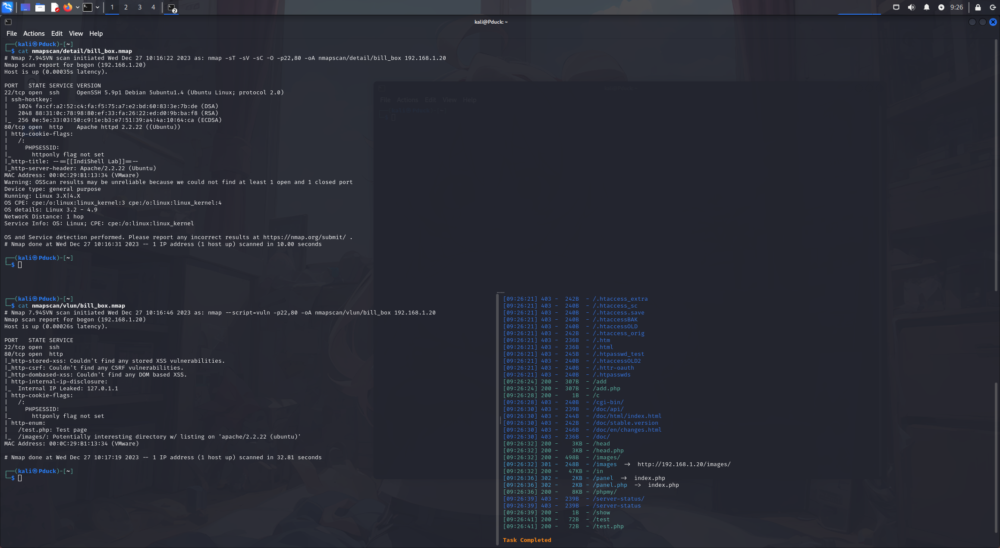 1 2 3 4
2
9:26
kali@Pduck: ~
File Actions Edit View Help
┌──(kali㉿Pduck)-[~]
└─$ cat nmapscan/detail/bill_box.nmap
# Nmap 7.94SVN scan initiated Wed Dec 27 10:16:22 2023 as: nmap -sT -sV -sC -O -p22,80 -oA nmapscan/detail/bill_box 192.168.1.20
Nmap scan report for bogon (192.168.1.20)
Host is up (0.00035s latency).
PORT   STATE SERVICE VERSION
22/tcp open  ssh     OpenSSH 5.9p1 Debian 5ubuntu1.4 (Ubuntu Linux; protocol 2.0)
| ssh-hostkey:
|   1024 fa:cf:a2:52:c4:fa:f5:75:a7:e2:bd:60:83:3e:7b:de (DSA)
|   2048 88:31:0c:78:98:80:ef:33:fa:26:22:ed:d0:9b:ba:f8 (RSA)
|_  256 0e:5e:33:03:50:c9:1e:b3:e7:51:39:a4:4a:10:64:ca (ECDSA)
80/tcp open  http    Apache httpd 2.2.22 ((Ubuntu))
| http-cookie-flags:
|   /:
|     PHPSESSID:
|_      httponly flag not set
|_http-title: --==[[IndiShell Lab]]==--
|_http-server-header: Apache/2.2.22 (Ubuntu)
MAC Address: 00:0C:29:B1:13:34 (VMware)
Warning: OSScan results may be unreliable because we could not find at least 1 open and 1 closed port
Device type: general purpose
Running: Linux 3.X|4.X
OS CPE: cpe:/o:linux:linux_kernel:3 cpe:/o:linux:linux_kernel:4
OS details: Linux 3.2 - 4.9
Network Distance: 1 hop
Service Info: OS: Linux; CPE: cpe:/o:linux:linux_kernel
OS and Service detection performed. Please report any incorrect results at https://nmap.org/submit/ .
# Nmap done at Wed Dec 27 10:16:31 2023 -- 1 IP address (1 host up) scanned in 10.00 seconds
┌──(kali㉿Pduck)-[~]
└─$
File Actions Edit View Help
┌──(kali㉿Pduck)-[~]
└─$ cat nmapscan/vlun/bill_box.nmap
# Nmap 7.94SVN scan initiated Wed Dec 27 10:16:46 2023 as: nmap --script=vuln -p22,80 -oA nmapscan/vlun/bill_box 192.168.1.20
Nmap scan report for bogon (192.168.1.20)
Host is up (0.00026s latency).
PORT   STATE SERVICE
22/tcp open  ssh
80/tcp open  http
|_http-stored-xss: Couldn't find any stored XSS vulnerabilities.
|_http-csrf: Couldn't find any CSRF vulnerabilities.
|_http-dombased-xss: Couldn't find any DOM based XSS.
| http-internal-ip-disclosure:
|_  Internal IP Leaked: 127.0.1.1
| http-cookie-flags:
|   /:
|     PHPSESSID:
|_      httponly flag not set
| http-enum:
|   /test.php: Test page
|_  /images/: Potentially interesting directory w/ listing on 'apache/2.2.22 (ubuntu)'
MAC Address: 00:0C:29:B1:13:34 (VMware)
# Nmap done at Wed Dec 27 10:17:19 2023 -- 1 IP address (1 host up) scanned in 32.81 seconds
┌──(kali㉿Pduck)-[~]
└─$
[09:26:21] 403 -  242B  - /.htaccess_extra
[09:26:21] 403 -  240B  - /.htaccess_sc
[09:26:21] 403 -  240B  - /.htaccess.save
[09:26:21] 403 -  240B  - /.htaccessBAK
[09:26:21] 403 -  240B  - /.htaccessOLD
[09:26:21] 403 -  242B  - /.htaccess_orig
[09:26:21] 403 -  236B  - /.htm
[09:26:21] 403 -  236B  - /.html
[09:26:21] 403 -  245B  - /.htpasswd_test
[09:26:21] 403 -  240B  - /.htaccessOLD2
[09:26:21] 403 -  240B  - /.httr-oauth
[09:26:21] 403 -  240B  - /.htpasswds
[09:26:24] 200 -  307B  - /add
[09:26:24] 200 -  307B  - /add.php
[09:26:28] 200 -    1B  - /c
[09:26:28] 403 -  240B  - /cgi-bin/
[09:26:30] 403 -  239B  - /doc/api/
[09:26:30] 403 -  244B  - /doc/html/index.html
[09:26:30] 403 -  242B  - /doc/stable.version
[09:26:30] 403 -  246B  - /doc/en/changes.html
[09:26:30] 403 -  236B  - /doc/
[09:26:32] 200 -    3KB - /head
[09:26:32] 200 -    3KB - /head.php
[09:26:32] 200 -  498B  - /images/
[09:26:32] 301 -  248B  - /images  ->  http://192.168.1.20/images/
[09:26:32] 200 -   47KB - /in
[09:26:36] 302 -    2KB - /panel  ->  index.php
[09:26:36] 302 -    2KB - /panel.php  ->  index.php
[09:26:36] 200 -    8KB - /phpmy/
[09:26:39] 403 -  239B  - /server-status/
[09:26:39] 403 -  239B  - /server-status
[09:26:39] 200 -    1B  - /show
[09:26:41] 200 -   72B  - /test
[09:26:41] 200 -   72B  - /test.php
Task Completed